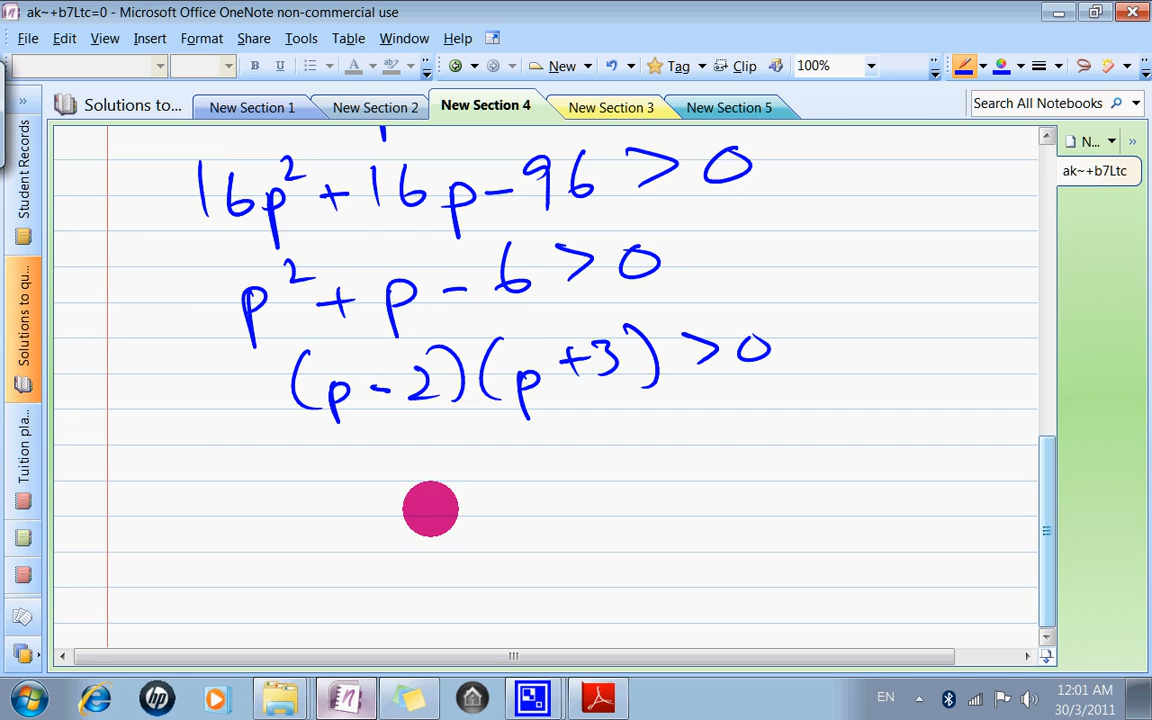 ak~+b7Ltc=0 - Microsoft Office OneNote non-commercial use
File Edit View Insert Format Share Tools Table Window Help
B U A aby New Tag Clip 100%
Solutions to... New Section 1 New Section 2 New Section 4 New Section 3 New Section 5 Search All Notebooks
Student Records
Solutions to qu...
Tuition pla...
N...
ak~+b7Ltc
16p² + 16p - 96 > 0
p² + p - 6 > 0
(p - 2)(p + 3) > 0
EN 12:01 AM
30/3/2011